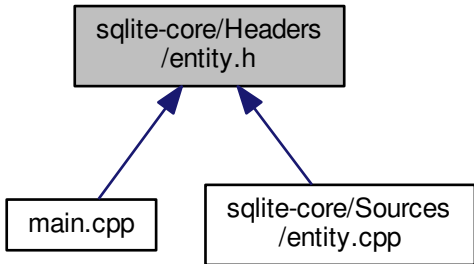 sqlite-core/Headers
/entity.h
main.cpp
sqlite-core/Sources
/entity.cpp